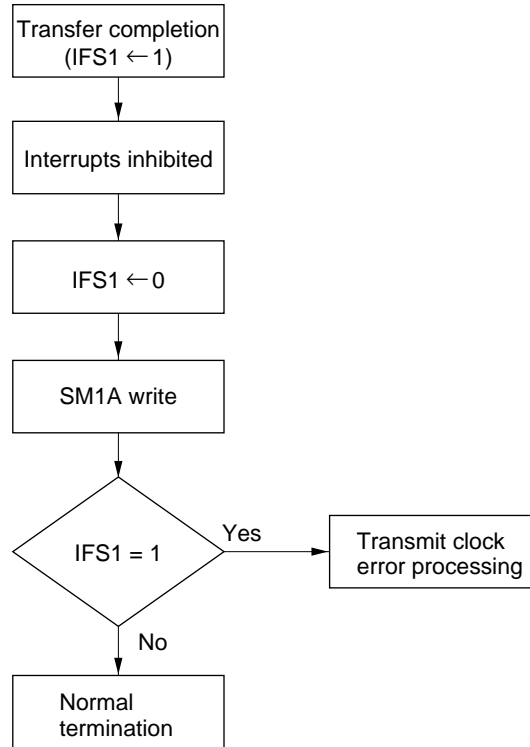 Transfer completion
(IFS1 ← 1)
Interrupts inhibited
IFS1 ← 0
SM1A write
IFS1 = 1
Yes
Transmit clock
error processing
No
Normal
termination